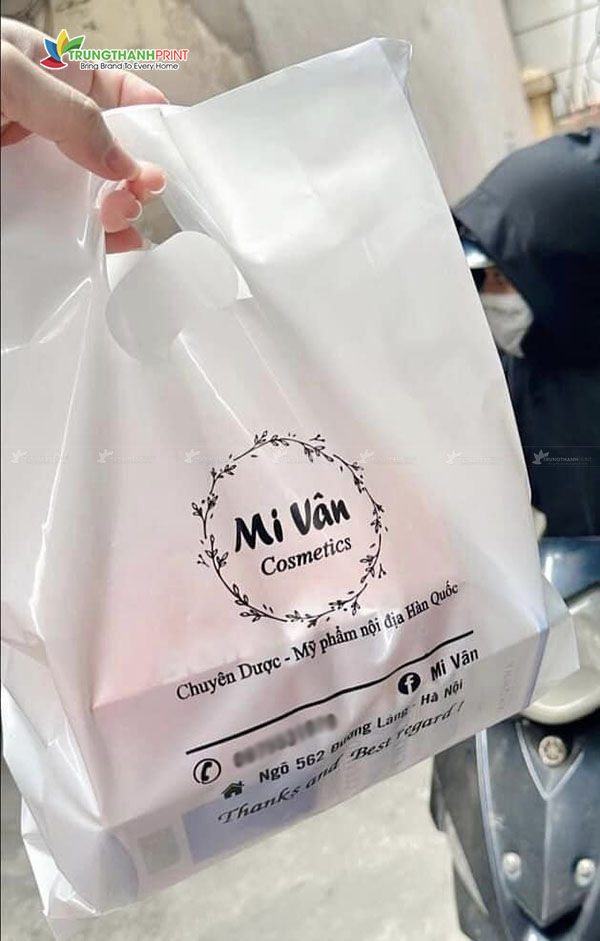 TRUNGTHANHPRINT
Bring Brand To Every Home
Mi Vân
Cosmetics
Chuyên Dược - Mỹ phẩm nội địa Hàn Quốc
Mi Vân
Ngõ 562 Đường Láng - Hà Nội
Thanks and Best regard !
TRUNGTHANHPRINT